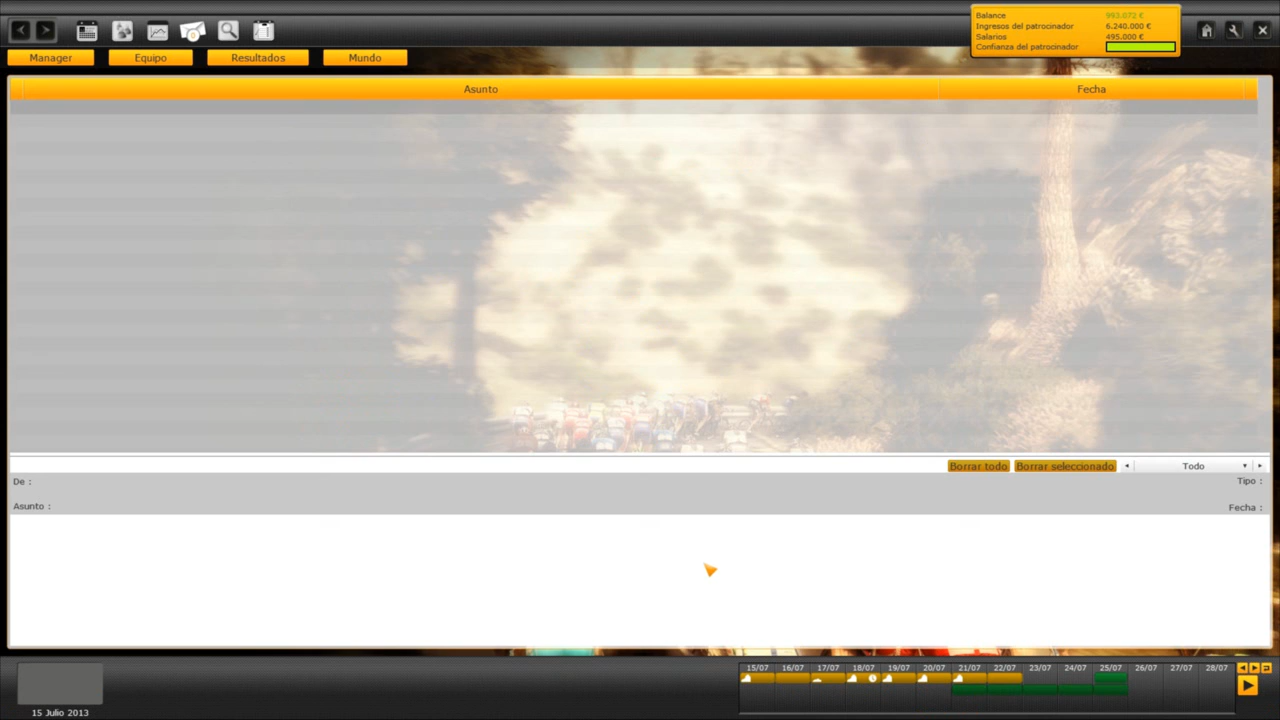 Balance 993.072 €
Ingresos del patrocinador 6.240.000 €
Salarios 495.000 €
Confianza del patrocinador
0
Manager Equipo Resultados Mundo
Asunto Fecha
Borrar todo Borrar seleccionado Todo
De : Tipo :
Asunto : Fecha :
15/07 16/07 17/07 18/07 19/07 20/07 21/07 22/07 23/07 24/07 25/07 26/07 27/07 28/07
15 Julio 2013